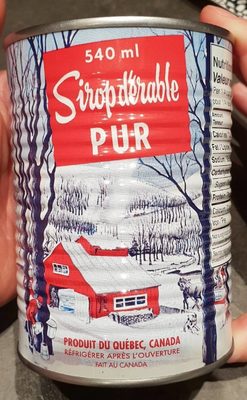 540 ml
Sirop d'érable
PUR
PRODUIT DU QUÉBEC, CANADA
RÉFRIGÉRER APRÈS L'OUVERTURE
FAIT AU CANADA